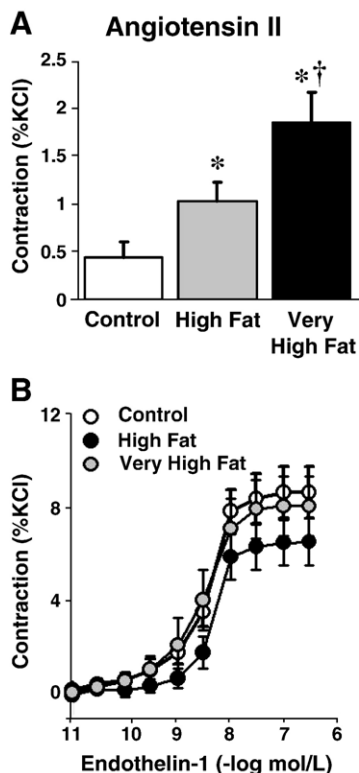 A Angiotensin II
Contraction (%KCl)
2.5
2
1.5
1
0.5
0
*
*†
Control High Fat Very
High Fat
B
Control
High Fat
Very High Fat
Contraction (%KCl)
12
8
4
0
11 10 9 8 7 6
Endothelin-1 (-log mol/L)